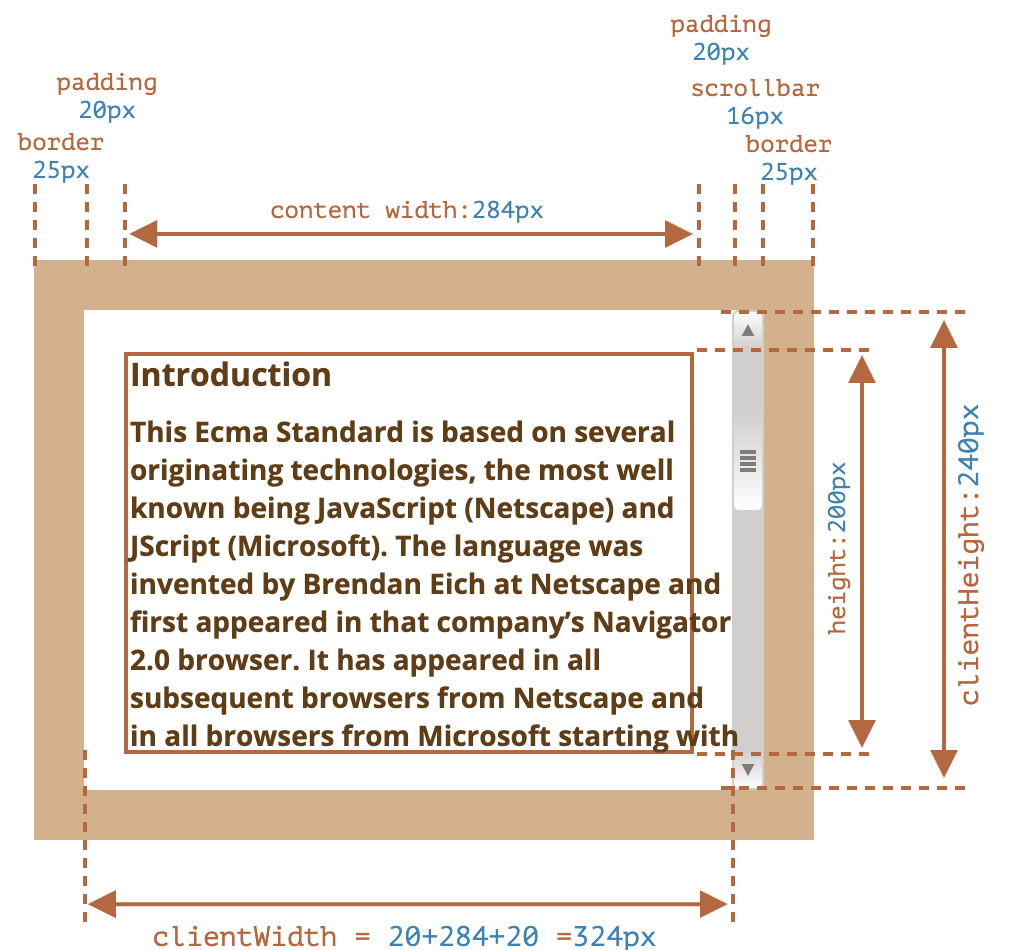 padding
20px
padding
20px
scrollbar
16px
border
25px
border
25px
content width:284px
Introduction
This Ecma Standard is based on several
originating technologies, the most well
known being JavaScript (Netscape) and
JScript (Microsoft). The language was
invented by Brendan Eich at Netscape and
first appeared in that company’s Navigator
2.0 browser. It has appeared in all
subsequent browsers from Netscape and
in all browsers from Microsoft starting with
height:200px
clientHeight:240px
clientWidth = 20+284+20 =324px